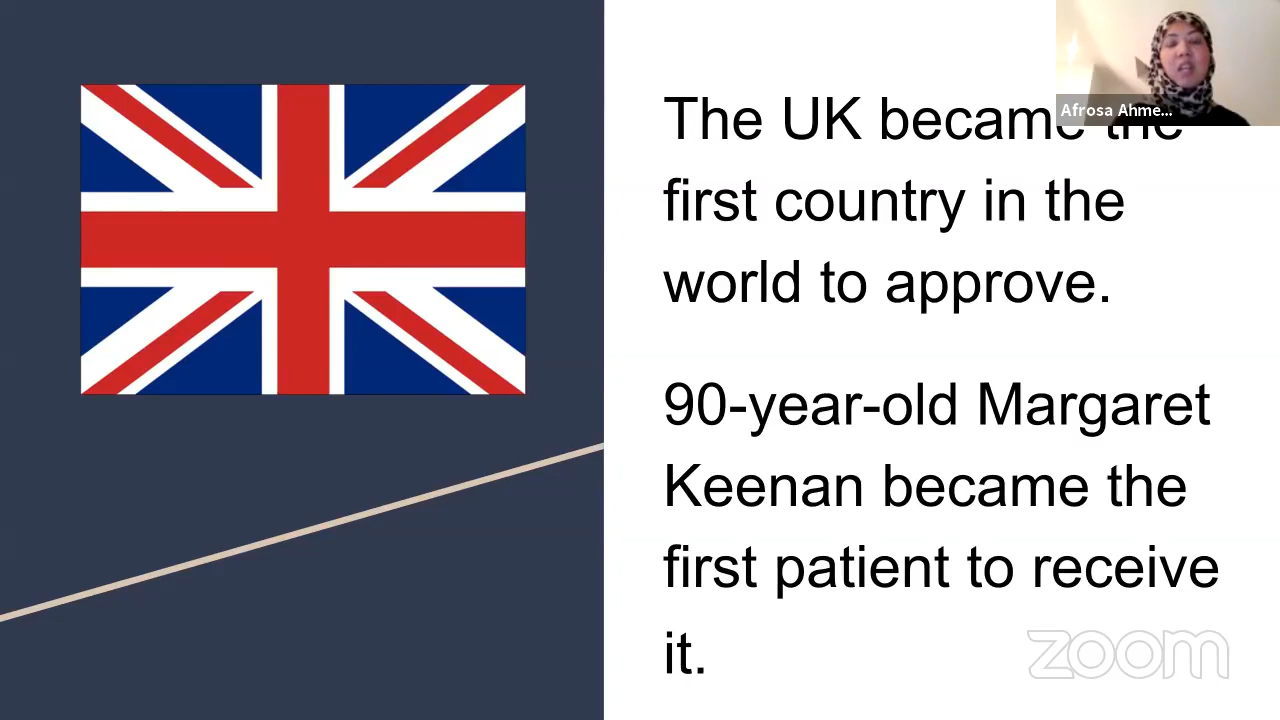 Afrosa Ahme...
The UK became the
first country in the
world to approve.
90-year-old Margaret
Keenan became the
first patient to receive
it.
zoom